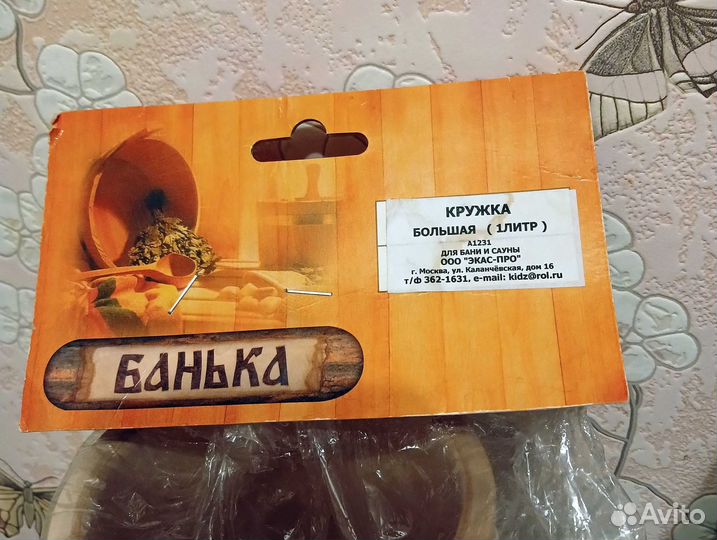 КРУЖКА
БОЛЬШАЯ ( 1ЛИТР )
А1231
ДЛЯ БАНИ И САУНЫ
ООО "ЭКАС-ПРО"
г. Москва, ул. Каланчёвская, дом 16
т/ф 362-1631, e-mail: kidz@rol.ru
БАНЬКА
Avito